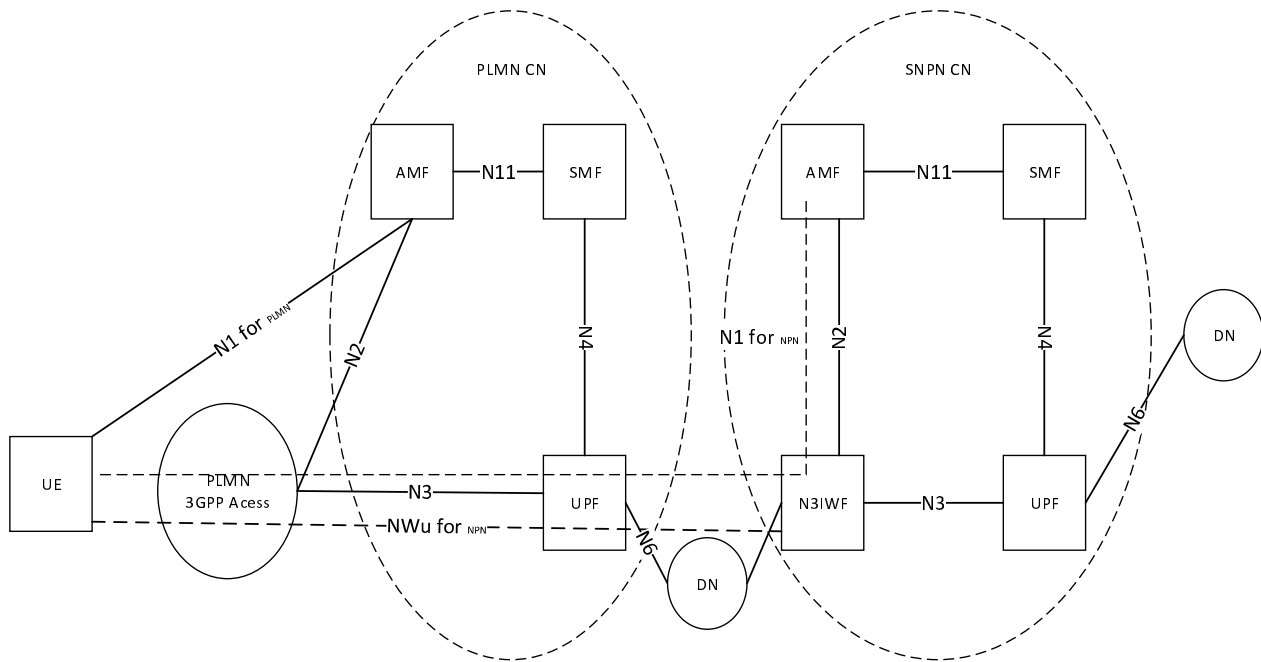 PLMN CN
SNPN CN
AMF
N11
SMF
AMF
N11
SMF
N1 for PLMN
N2
N4
N1 for NPN
N2
N4
DN
N6
UE
PLMN
3GPP Acess
N3
UPF
N3IWF
N3
UPF
NWu for NPN
N6
DN